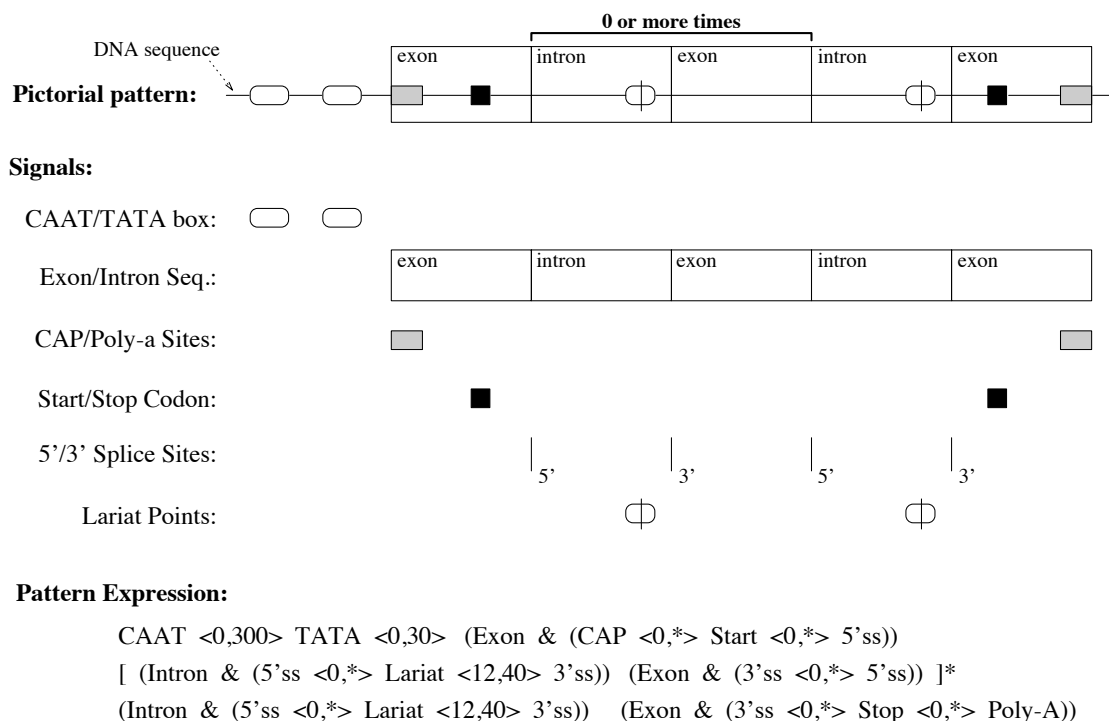 0 or more times
DNA sequence
exon intron exon intron exon
Pictorial pattern:
Signals:
CAAT/TATA box:
exon intron exon intron exon
Exon/Intron Seq.:
CAP/Poly-a Sites:
Start/Stop Codon:
5'/3' Splice Sites:
5' 3' 5' 3'
Lariat Points:
Pattern Expression:
CAAT <0,300> TATA <0,30> (Exon & (CAP <0,*> Start <0,*> 5'ss))
[ (Intron & (5'ss <0,*> Lariat <12,40> 3'ss)) (Exon & (3'ss <0,*> 5'ss)) ]*
(Intron & (5'ss <0,*> Lariat <12,40> 3'ss)) (Exon & (3'ss <0,*> Stop <0,*> Poly-A))